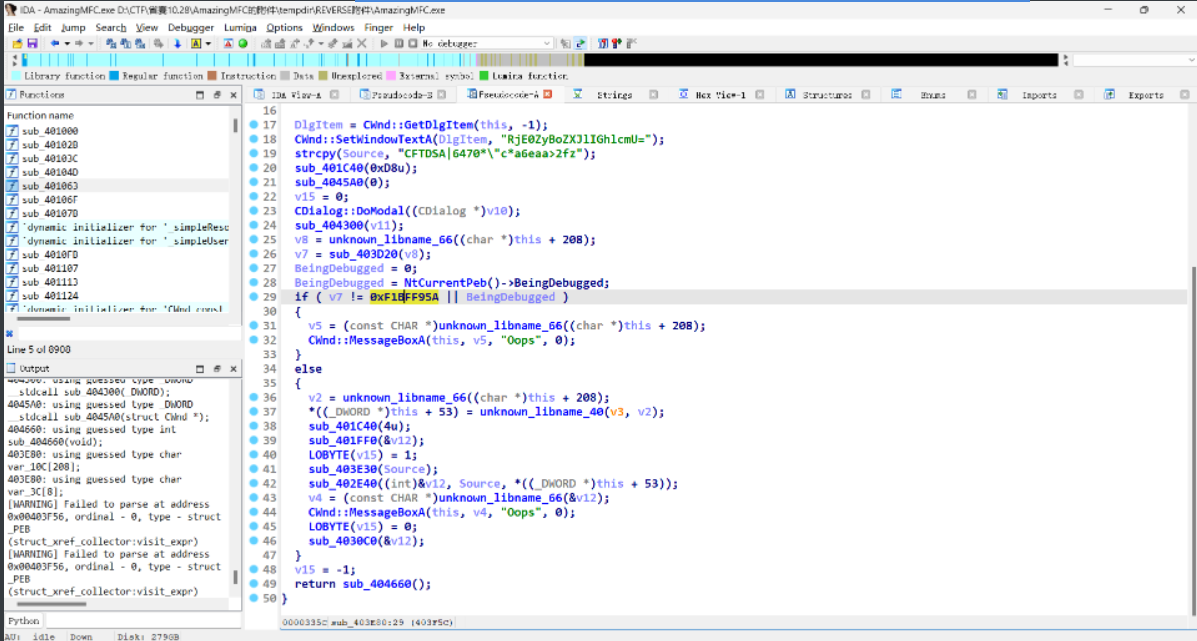 IDA - AmazingMFC.exe D:\CTF\省赛10.28\AmazingMFC的附件\tempdir\REVERSE附件\AmazingMFC.exe
File Edit Jump Search View Debugger Lumina Options Windows Finger Help
No debugger
Library function Regular function Instruction Data Unexplored External symbol Lumina function
Functions
IDA View-A Pseudocode-B Pseudocode-A Strings Hex View-1 Structures Enums Imports Exports
Function name
sub_401000
sub_40102B
sub_40103C
sub_40104D
sub_401063
sub_40106F
sub_40107B
`dynamic initializer for '_simpleReso
`dynamic initializer for '_simpleUser
sub_4010FB
sub_401107
sub_401113
sub_401124
`dynamic initializer for 'CWnd const
Line 5 of 8908
Output
404300: using guessed type _DWORD
__stdcall sub_404300(_DWORD);
4045A0: using guessed type _DWORD
__stdcall sub_4045A0(struct CWnd *);
404660: using guessed type int
sub_404660(void);
403E80: using guessed type char
var_10C[208];
403E80: using guessed type char
var_3C[8];
[WARNING] Failed to parse at address
0x00403F56, ordinal - 0, type - struct
_PEB
(struct_xref_collector:visit_expr)
[WARNING] Failed to parse at address
0x00403F56, ordinal - 0, type - struct
_PEB
(struct_xref_collector:visit_expr)
Python
AU: idle Down Disk: 279GB
16
17 DlgItem = CWnd::GetDlgItem(this, -1);
18 CWnd::SetWindowTextA(DlgItem, "RjE0ZyBoZXJlIGhlcmU=");
19 strcpy(Source, "CFTDSA|6470*\"c*a6eaa>2fz");
20 sub_401C40(0xD8u);
21 sub_4045A0(0);
22 v15 = 0;
23 CDialog::DoModal((CDialog *)v10);
24 sub_404300(v11);
25 v8 = unknown_libname_66((char *)this + 208);
26 v7 = sub_403D20(v8);
27 BeingDebugged = 0;
28 BeingDebugged = NtCurrentPeb()->BeingDebugged;
29 if ( v7 != 0xF1BFF95A || BeingDebugged )
30 {
31 v5 = (const CHAR *)unknown_libname_66((char *)this + 208);
32 CWnd::MessageBoxA(this, v5, "Oops", 0);
33 }
34 else
35 {
36 v2 = unknown_libname_66((char *)this + 208);
37 *((_DWORD *)this + 53) = unknown_libname_40(v3, v2);
38 sub_401C40(4u);
39 sub_401FF0(&v12);
40 LOBYTE(v15) = 1;
41 sub_403E30(Source);
42 sub_402E40((int)&v12, Source, *((_DWORD *)this + 53));
43 v4 = (const CHAR *)unknown_libname_66(&v12);
44 CWnd::MessageBoxA(this, v4, "Oops", 0);
45 LOBYTE(v15) = 0;
46 sub_4030C0(&v12);
47 }
48 v15 = -1;
49 return sub_404660();
50 }
0000335C sub_403E80:29 (403F5C)